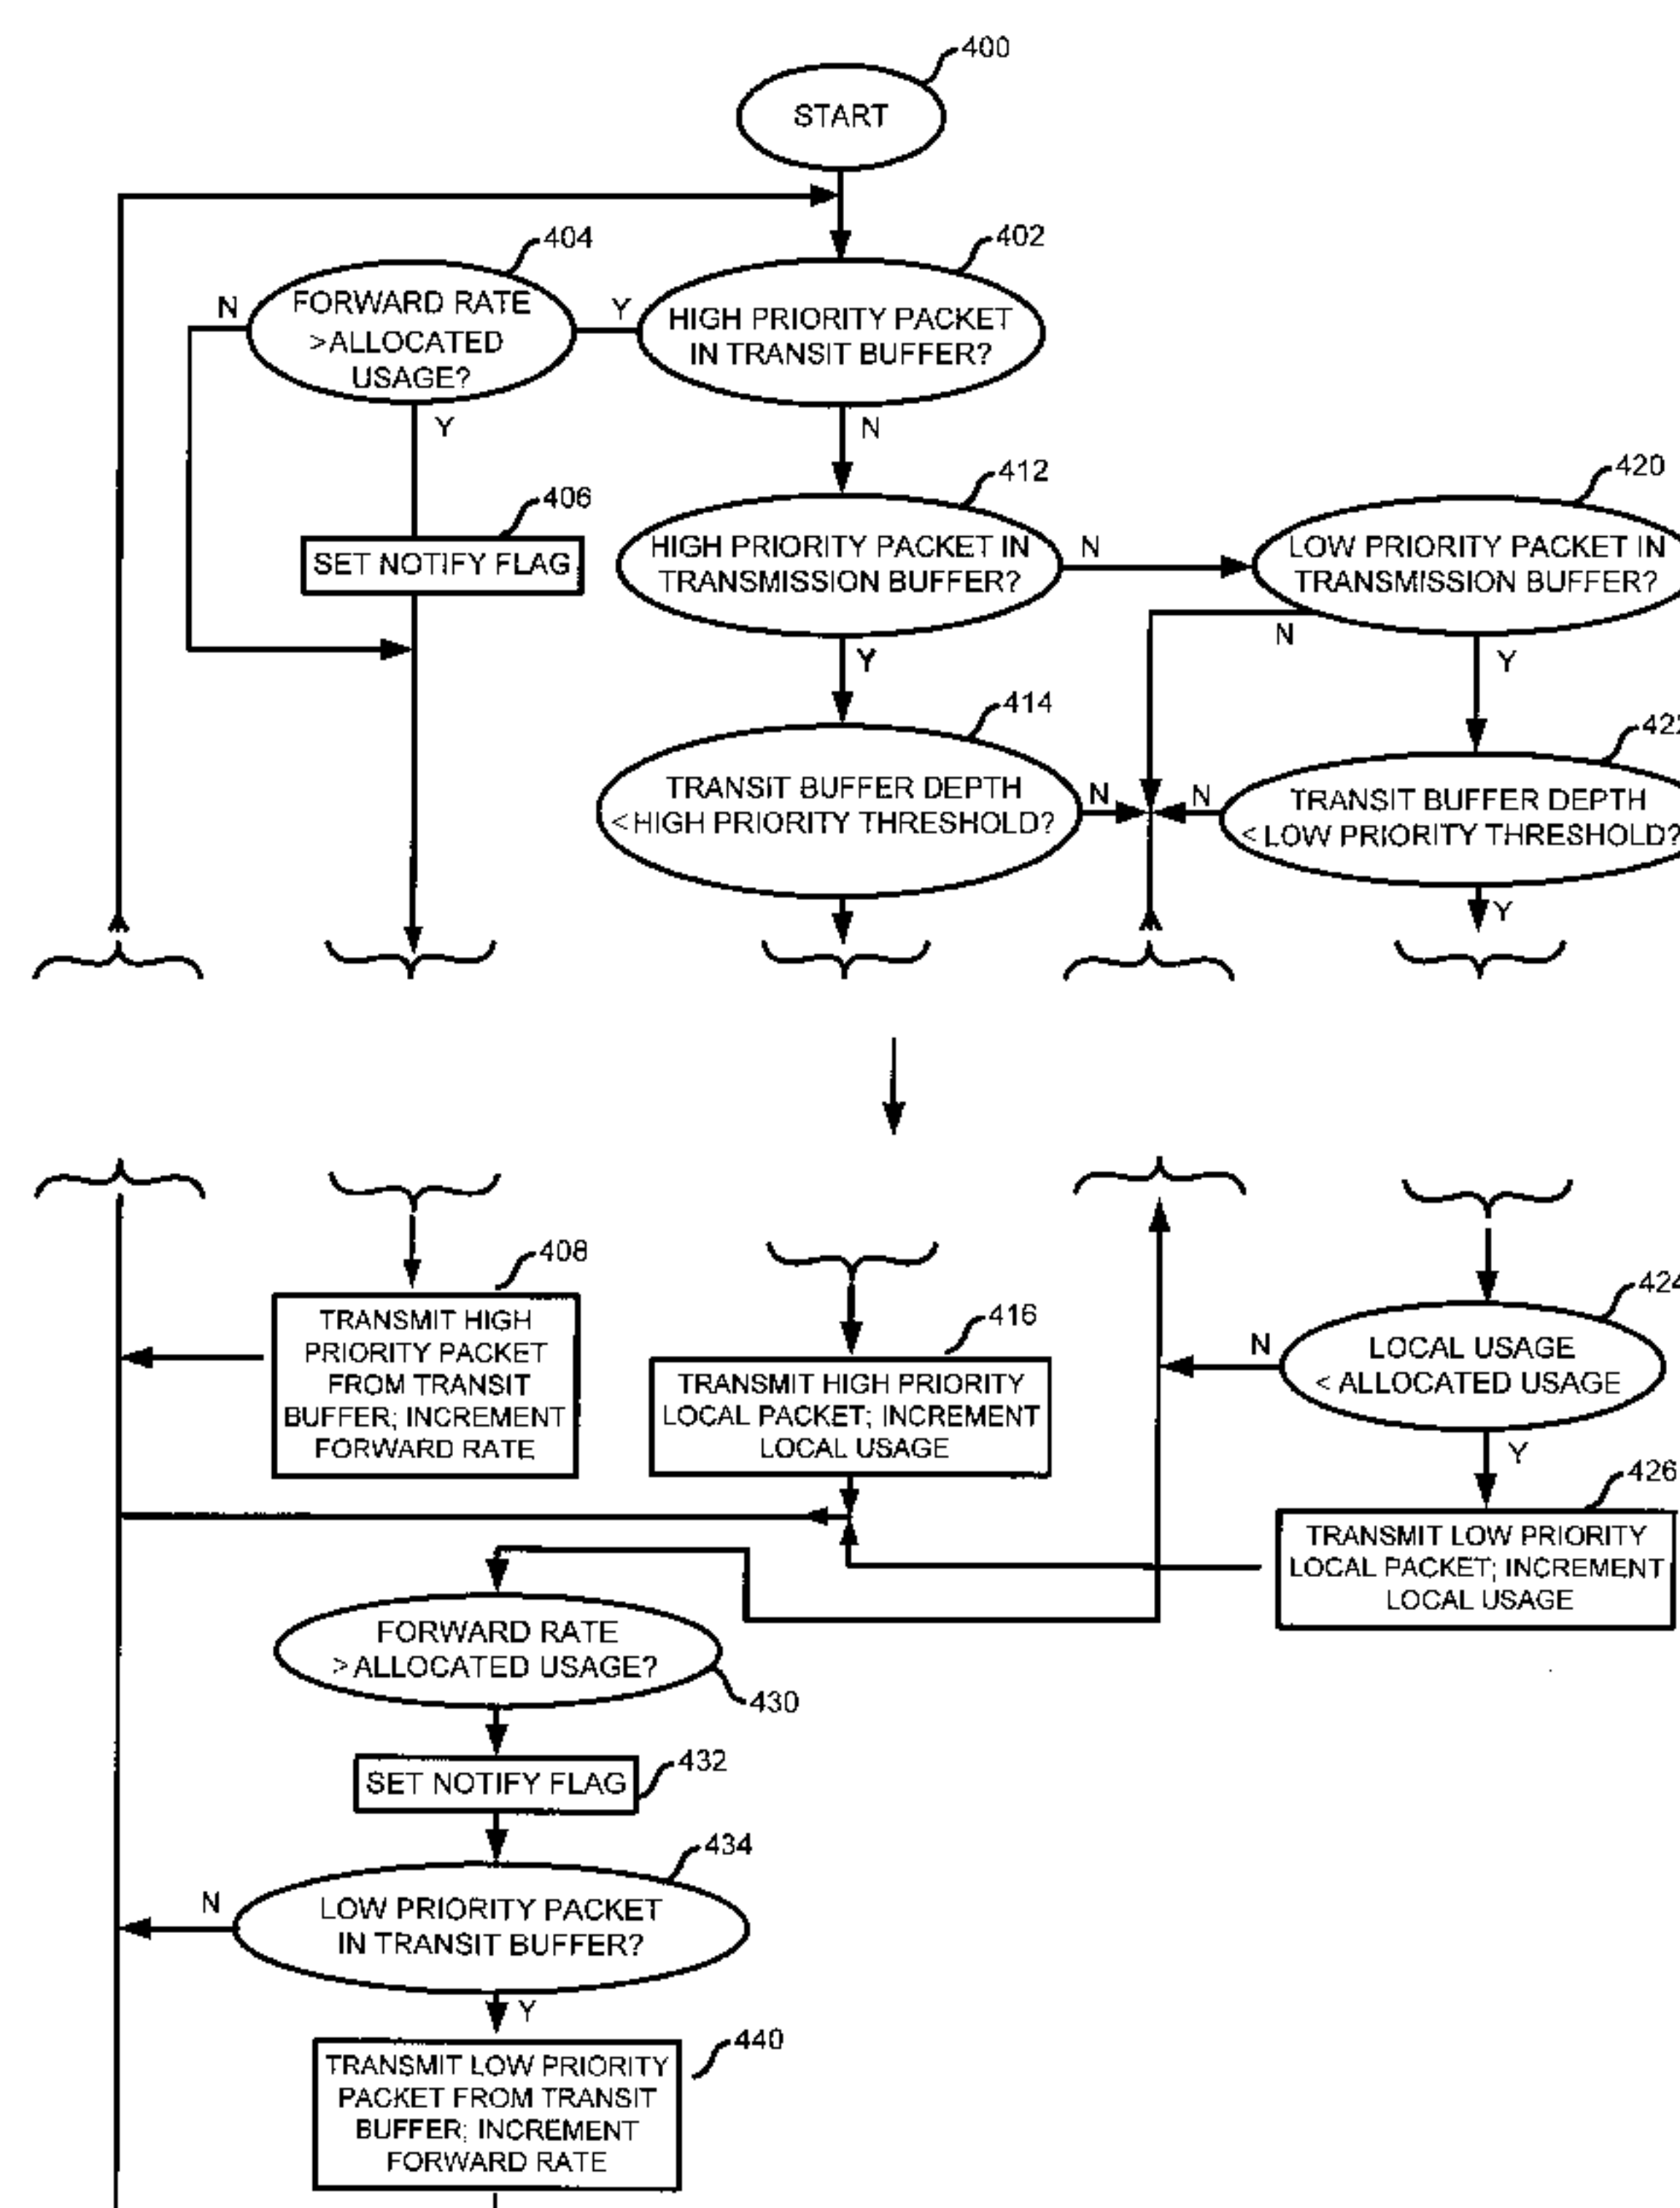 400
START
404
402
N
FORWARD RATE
>ALLOCATED
USAGE?
Y
HIGH PRIORITY PACKET
IN TRANSIT BUFFER?
Y
N
406
SET NOTIFY FLAG
412
HIGH PRIORITY PACKET IN
TRANSMISSION BUFFER?
N
420
LOW PRIORITY PACKET IN
TRANSMISSION BUFFER?
Y
N
Y
414
TRANSIT BUFFER DEPTH
<HIGH PRIORITY THRESHOLD?
N
N
422
TRANSIT BUFFER DEPTH
< LOW PRIORITY THRESHOLD?
Y
408
TRANSMIT HIGH
PRIORITY PACKET
FROM TRANSIT
BUFFER; INCREMENT
FORWARD RATE
416
TRANSMIT HIGH PRIORITY
LOCAL PACKET; INCREMENT
LOCAL USAGE
424
N
LOCAL USAGE
< ALLOCATED USAGE
Y
426
TRANSMIT LOW PRIORITY
LOCAL PACKET; INCREMENT
LOCAL USAGE
FORWARD RATE
>ALLOCATED USAGE?
430
432
SET NOTIFY FLAG
434
N
LOW PRIORITY PACKET
IN TRANSIT BUFFER?
Y
440
TRANSMIT LOW PRIORITY
PACKET FROM TRANSIT
BUFFER; INCREMENT
FORWARD RATE